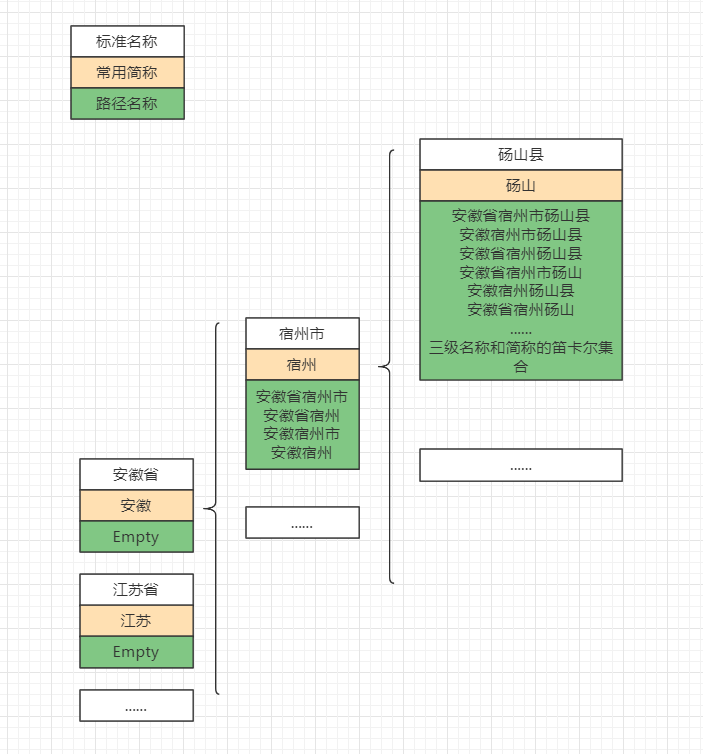 标准名称
常用简称
路径名称
砀山县
砀山
安徽省宿州市砀山县
安徽宿州市砀山县
安徽省宿州砀山县
安徽省宿州市砀山
安徽宿州砀山县
安徽省宿州砀山
......
三级名称和简称的笛卡尔集
合
......
宿州市
宿州
安徽省宿州市
安徽省宿州
安徽宿州市
安徽宿州
......
安徽省
安徽
Empty
江苏省
江苏
Empty
......